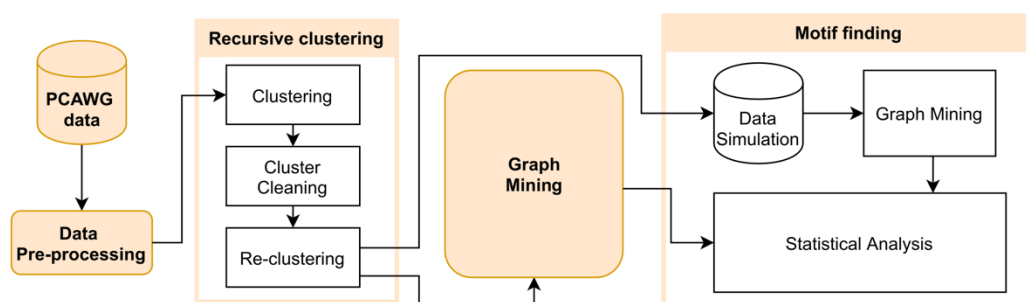 PCAWG
data
Data
Pre-processing
Recursive clustering
Clustering
Cluster
Cleaning
Re-clustering
Graph
Mining
Motif finding
Data
Simulation
Graph Mining
Statistical Analysis